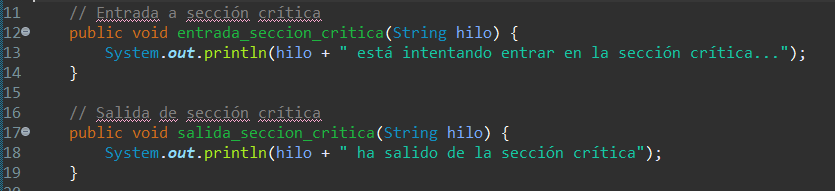 11 // Entrada a sección crítica
12 public void entrada_seccion_critica(String hilo) {
13 System.out.println(hilo + " está intentando entrar en la sección crítica...");
14 }
15
16 // Salida de sección crítica
17 public void salida_seccion_critica(String hilo) {
18 System.out.println(hilo + " ha salido de la sección crítica");
19 }